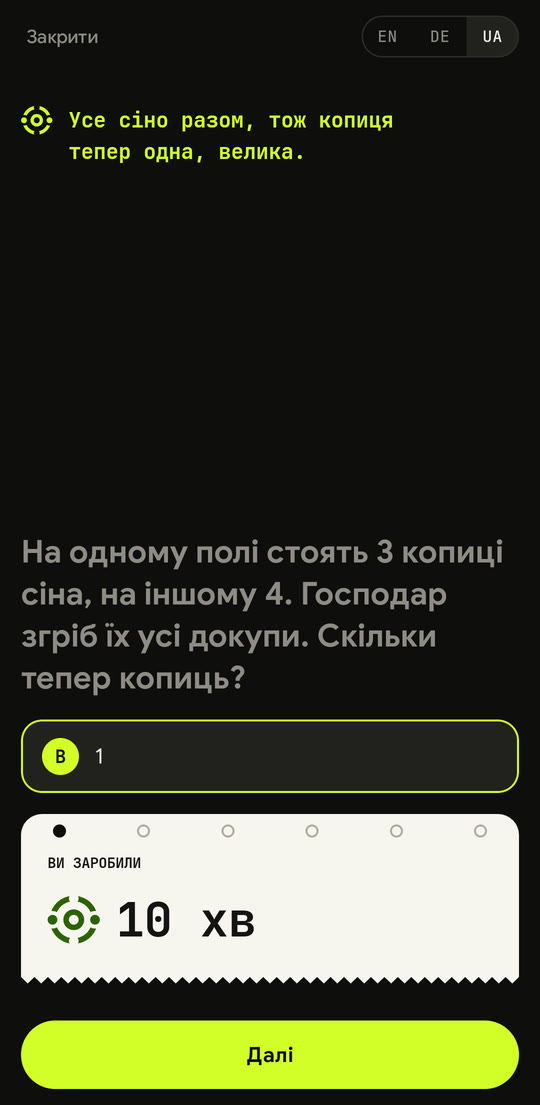 Закрити
EN DE UA
Усе сіно разом, тож копиця
тепер одна, велика.
На одному полі стоять 3 копиці
сіна, на іншому 4. Господар
згріб їх усі докупи. Скільки
тепер копиць?
B 1
ВИ ЗАРОБИЛИ
10 хв
Далі